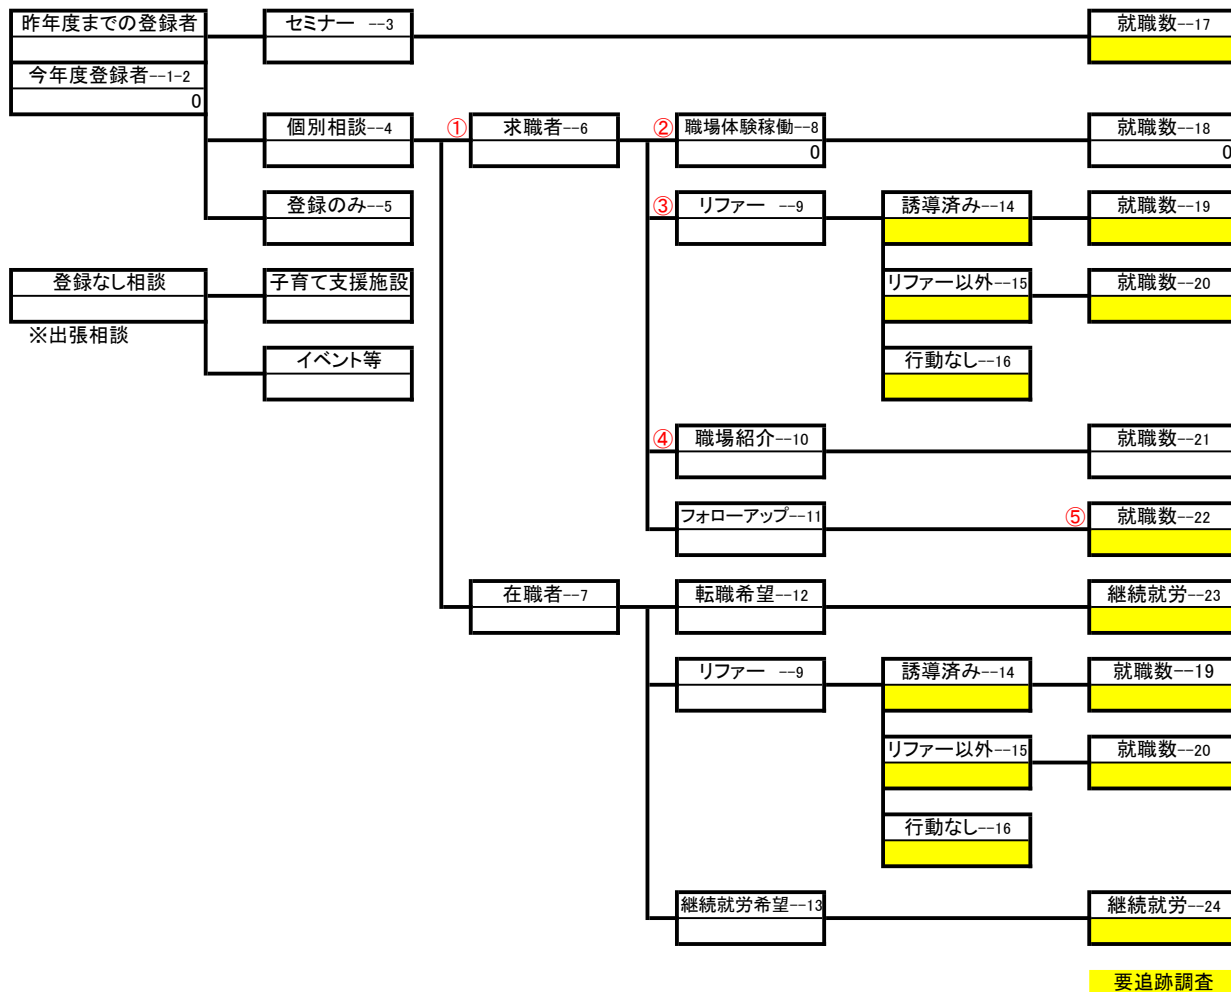 昨年度までの登録者
セミナー --3
就職数--17
今年度登録者--1-2
0
個別相談--4
①
求職者--6
②
職場体験稼働--8
0
就職数--18
0
登録のみ--5
③
リファー --9
誘導済み--14
就職数--19
登録なし相談
子育て支援施設
リファー以外--15
就職数--20
※出張相談
イベント等
行動なし--16
④
職場紹介--10
就職数--21
フォローアップ--11
⑤
就職数--22
在職者--7
転職希望--12
継続就労--23
リファー --9
誘導済み--14
就職数--19
リファー以外--15
就職数--20
行動なし--16
継続就労希望--13
継続就労--24
要追跡調査